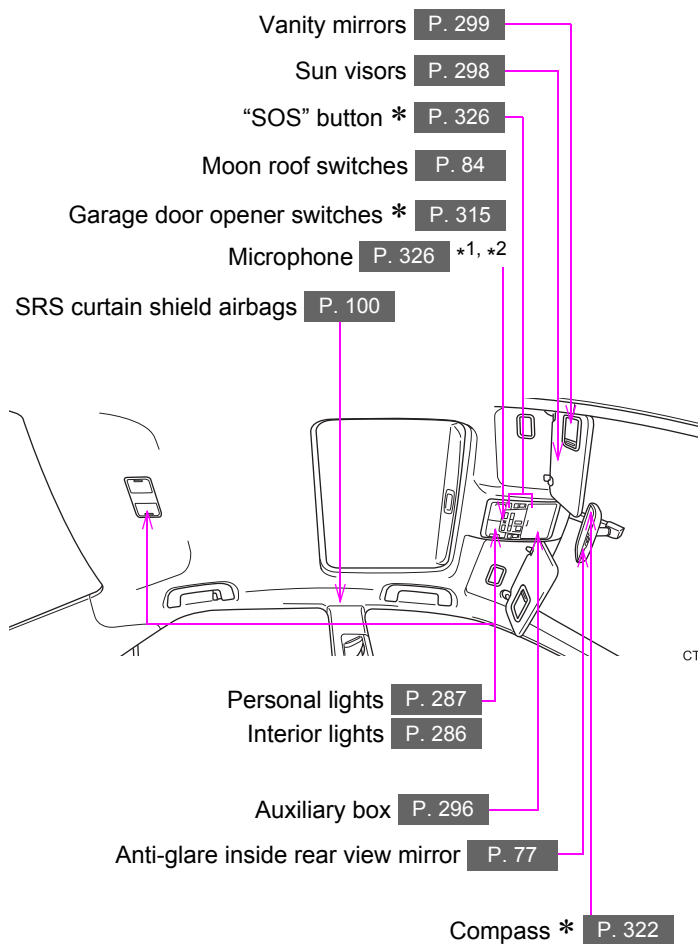 Vanity mirrors P. 299
Sun visors P. 298
“SOS” button * P. 326
Moon roof switches P. 84
Garage door opener switches * P. 315
Microphone P. 326 *1, *2
SRS curtain shield airbags P. 100
CT
Personal lights P. 287
Interior lights P. 286
Auxiliary box P. 296
Anti-glare inside rear view mirror P. 77
Compass * P. 322